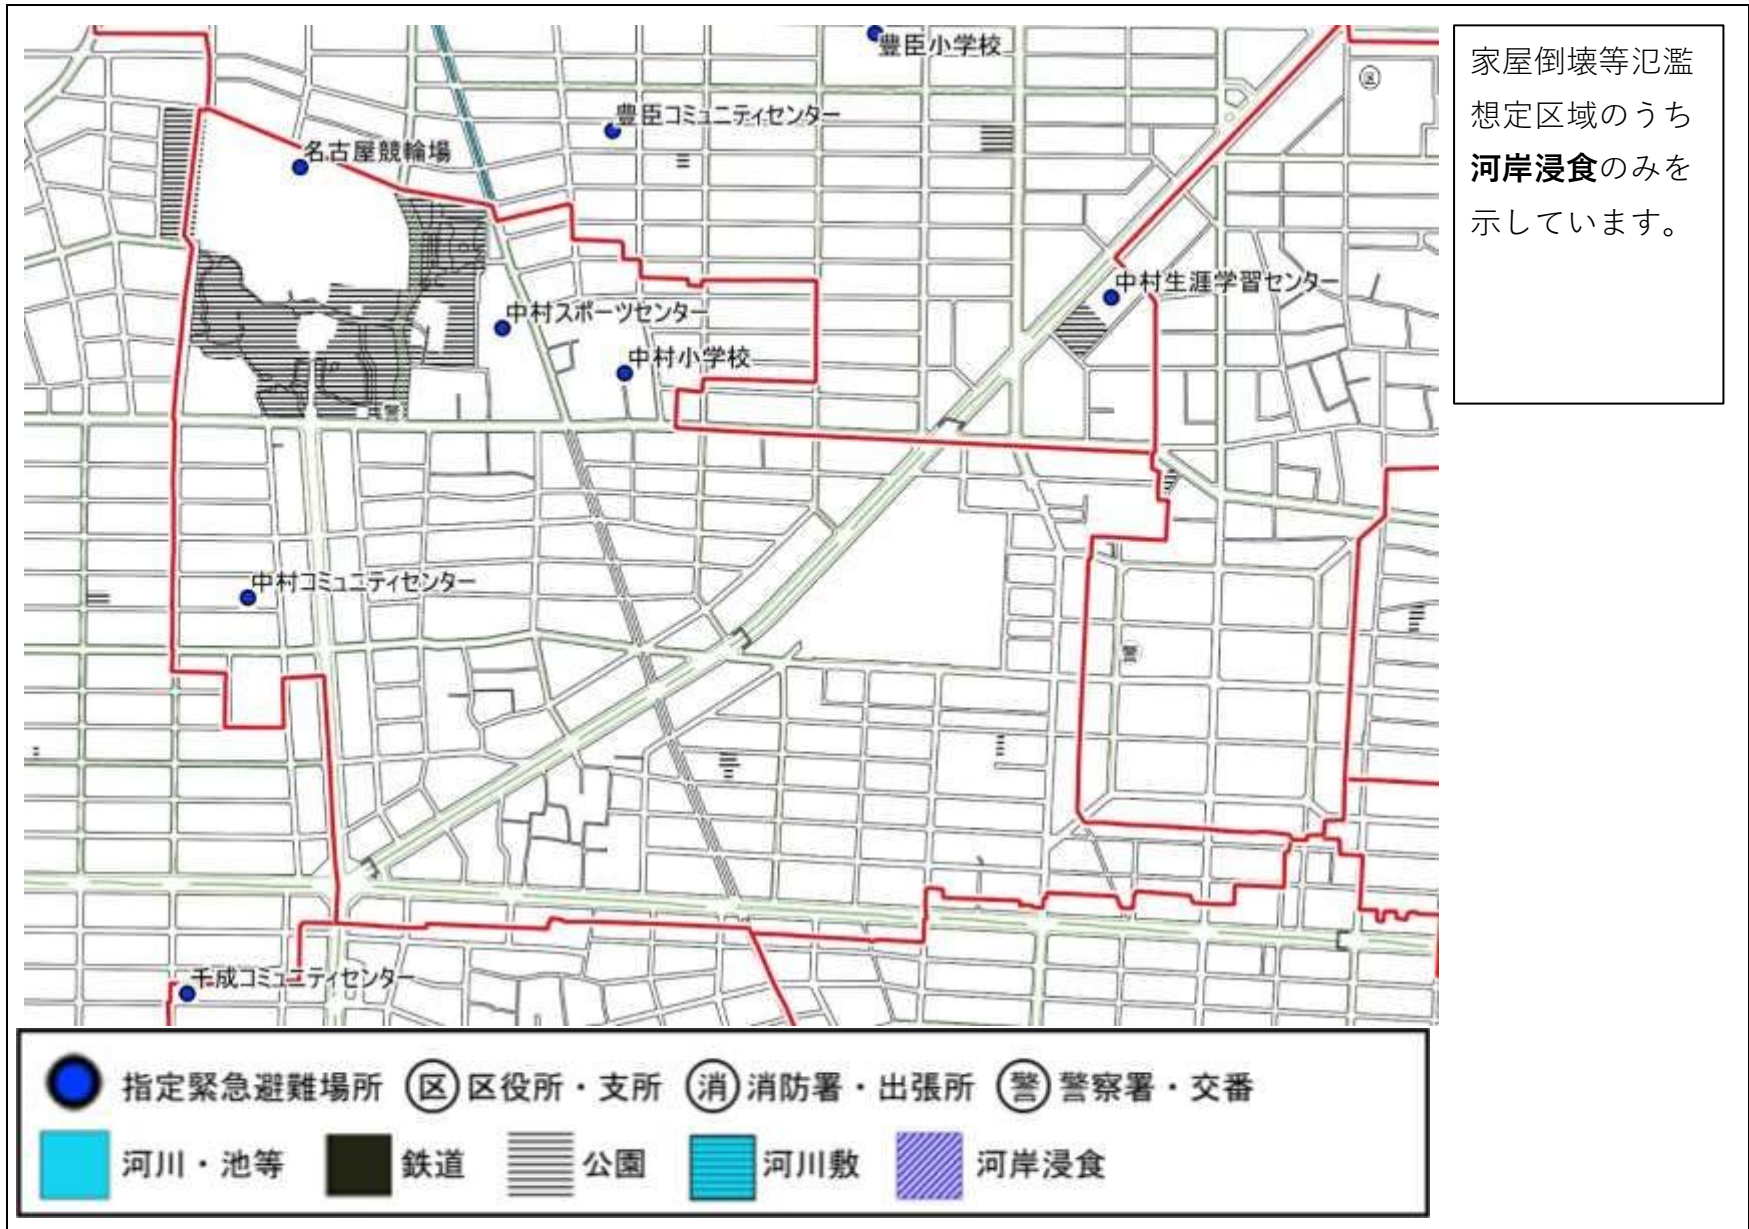 豊臣小学校
豊臣コミュニティセンター
名古屋競輪場
区
中村生涯学習センター
中村スポーツセンター
中村小学校
警
中村コミュニティセンター
千成コミュニティセンター
家屋倒壊等氾濫
想定区域のうち
河岸浸食のみを
示しています。
指定緊急避難場所 区 区役所・支所 消 消防署・出張所 警 警察署・交番
河川・池等 鉄道 公園 河川敷 河岸浸食